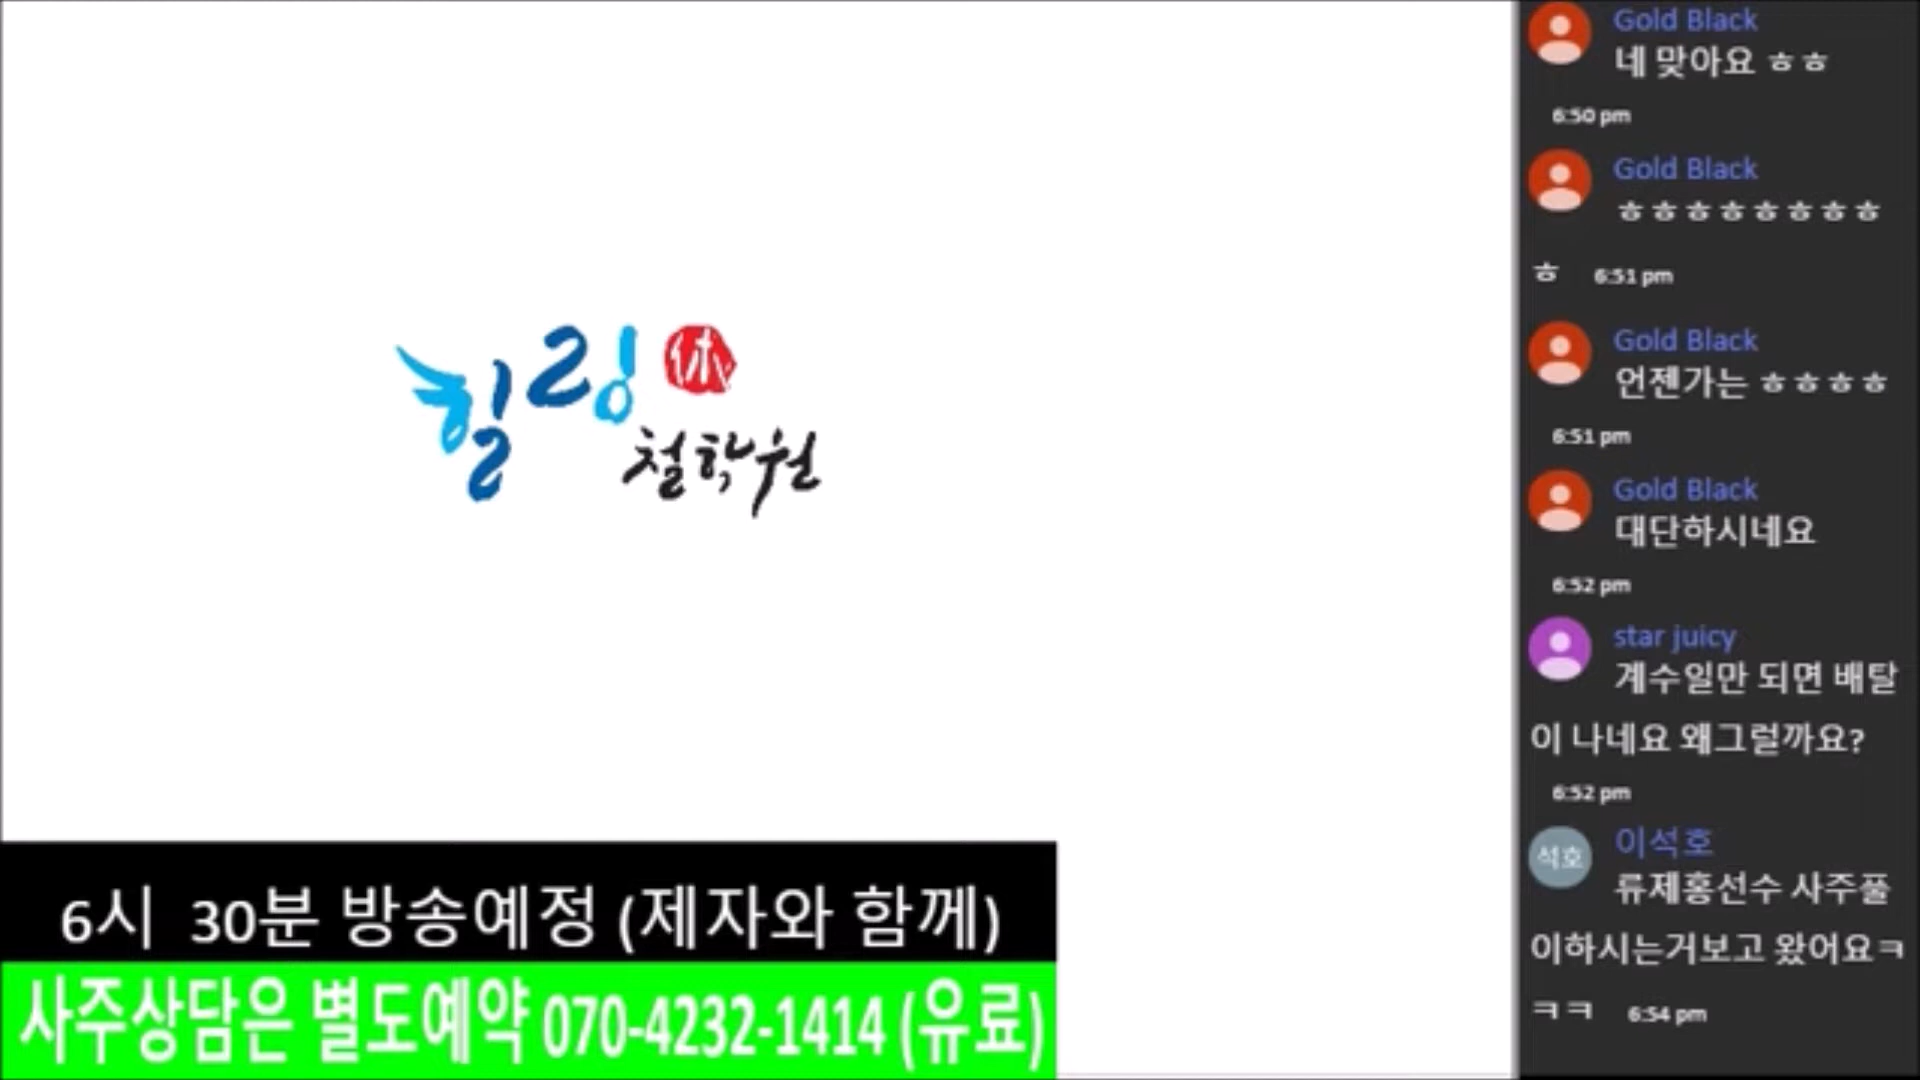 힐링 休
철학원
6시 30분 방송예정 (제자와 함께)
사주상담은 별도예약 070-4232-1414 (유료)
Gold Black
네 맞아요 ㅎㅎ
6:50 pm
Gold Black
ㅎㅎㅎㅎㅎㅎㅎㅎ
ㅎ 6:51 pm
Gold Black
언젠가는 ㅎㅎㅎㅎ
6:51 pm
Gold Black
대단하시네요
6:52 pm
star juicy
계수일만 되면 배탈
이 나네요 왜그럴까요?
6:52 pm
석호
이석호
류제홍선수 사주풀
이하시는거보고 왔어요ㅋ
ㅋㅋ 6:54 pm